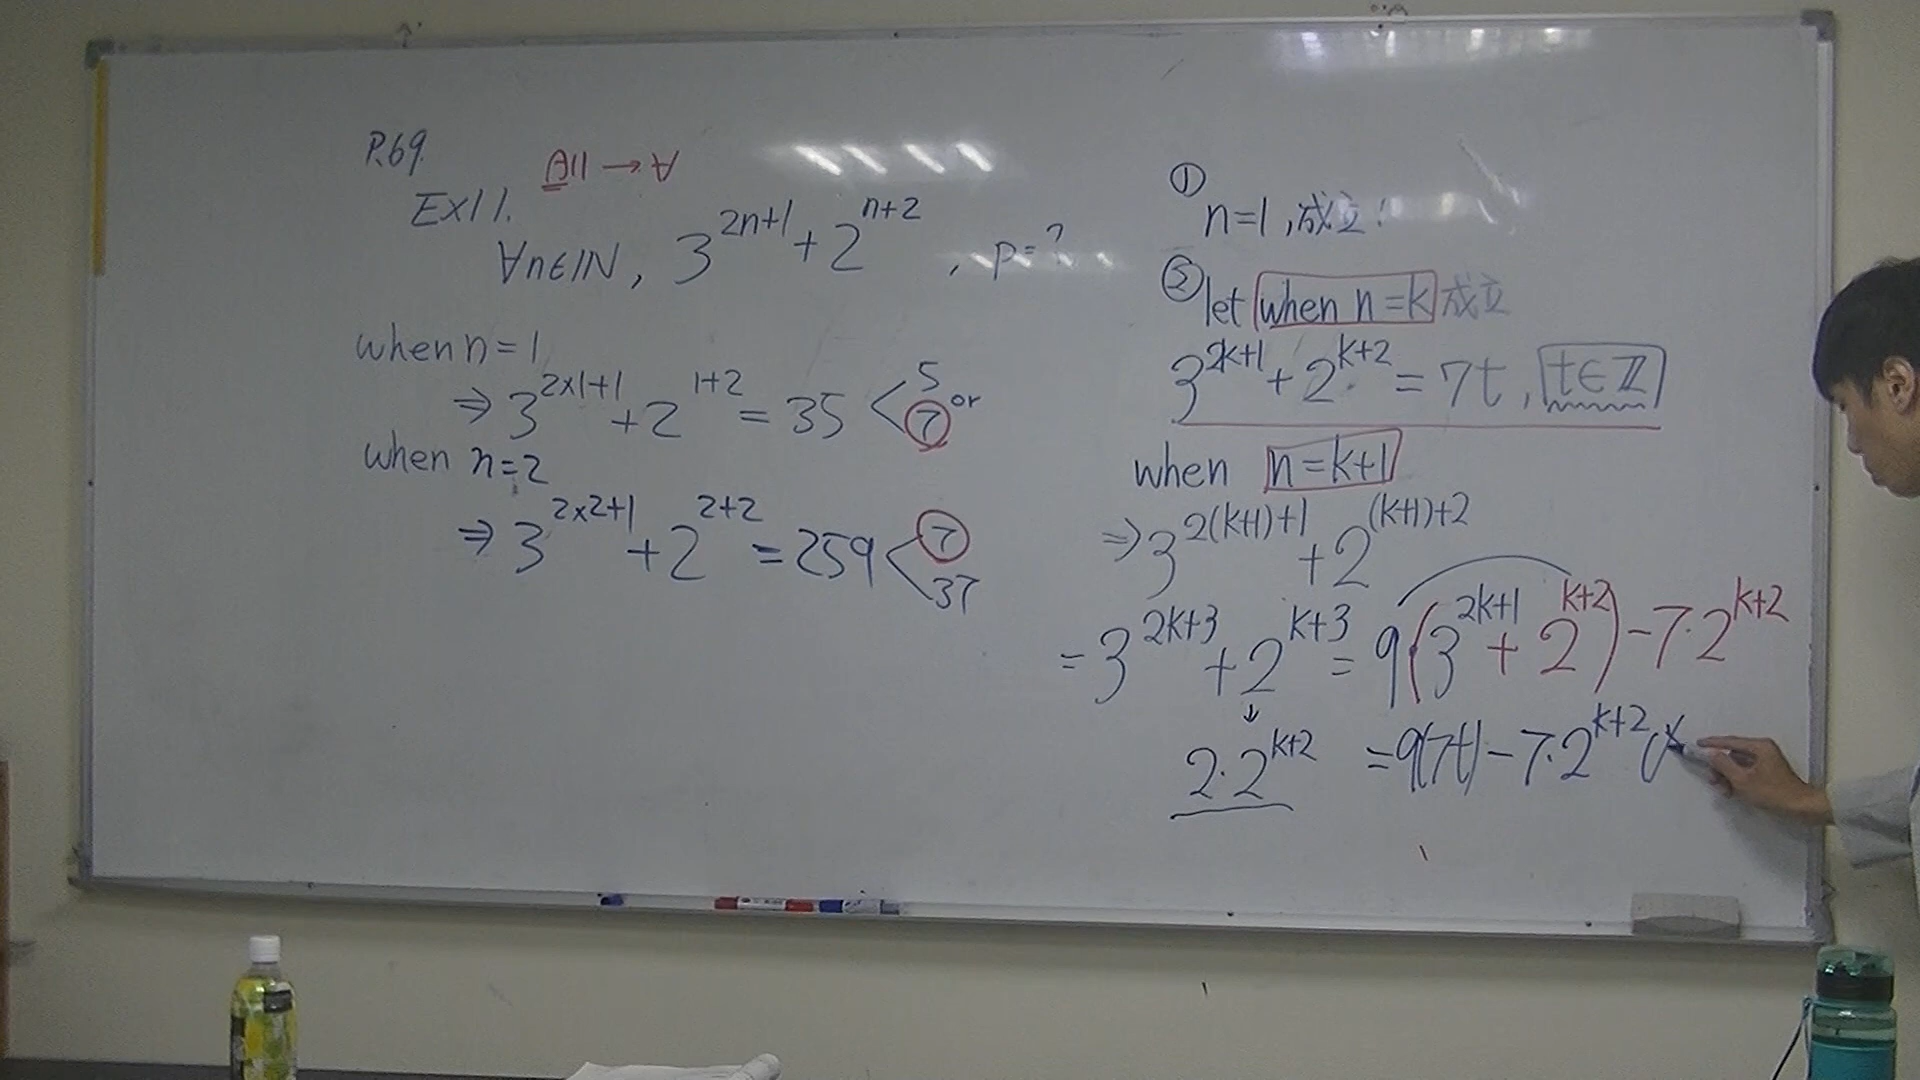 P.69
All → ∀
EX11.
∀n∈ℕ, 3^{2n+1} + 2^{n+2}, p=?
when n=1
⇒ 3^{2×1+1} + 2^{1+2} = 35 < 5 or 7
when n=2
⇒ 3^{2×2+1} + 2^{2+2} = 259 < 7 37
① n=1, 成立!
② let when n=k 成立
3^{2k+1} + 2^{k+2} = 7t, t∈ℤ
when n=k+1
⇒ 3^{2(k+1)+1} + 2^{(k+1)+2}
= 3^{2k+3} + 2^{k+3} = 9(3^{2k+1} + 2^{k+2}) - 7·2^{k+2}
↓
2·2^{k+2}
= 9(7t) - 7·2^{k+2}